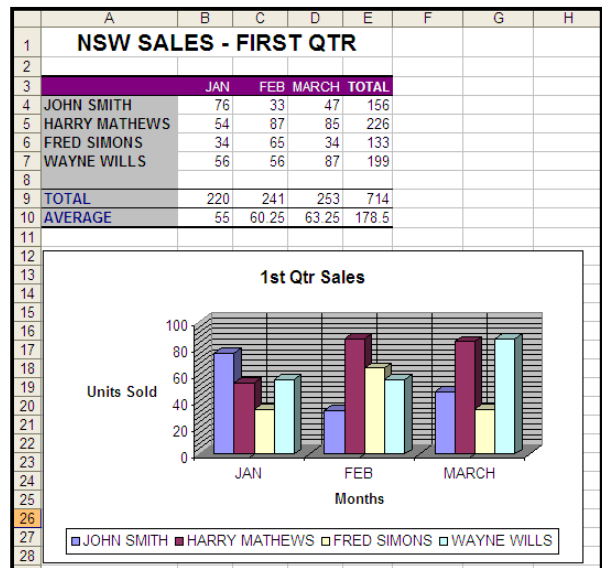 A B C D E F G H
1 NSW SALES - FIRST QTR
2
3 JAN FEB MARCH TOTAL
4 JOHN SMITH 76 33 47 156
5 HARRY MATHEWS 54 87 85 226
6 FRED SIMONS 34 65 34 133
7 WAYNE WILLS 56 56 87 199
8
9 TOTAL 220 241 253 714
10 AVERAGE 55 60.25 63.25 178.5
11
12
13 1st Qtr Sales
14
15
16 100
17
18 80
19 60
Units Sold
20 40
21
22 20
23 0
24 JAN FEB MARCH
25 Months
26
27 JOHN SMITH HARRY MATHEWS FRED SIMONS WAYNE WILLS
28